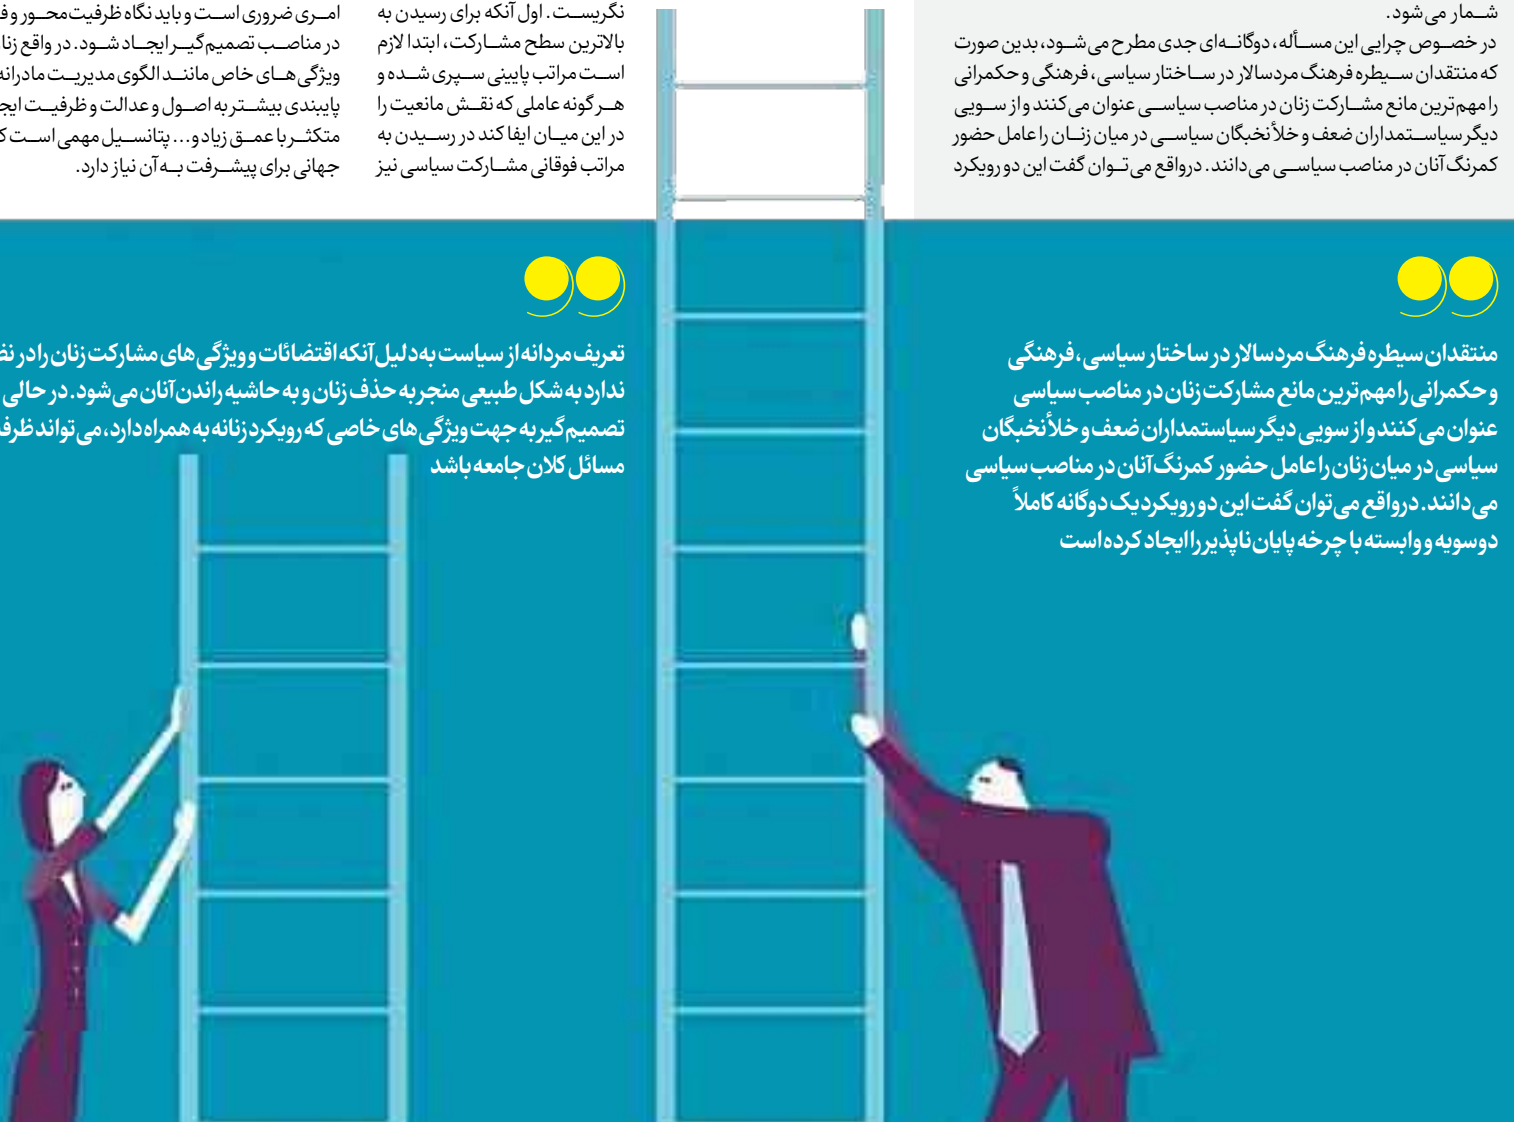 شمار می‌شود.
در خصوص چرایی این مسأله، دوگانه‌ای جدی مطرح می‌شود، بدین صورت
که منتقدان سیطره فرهنگ مردسالار در ساختار سیاسی، فرهنگی و حکمرانی
را مهم‌ترین مانع مشارکت زنان در مناصب سیاسی عنوان می‌کنند و از سویی
دیگر سیاستمداران ضعف و خلأ نخبگان سیاسی در میان زنان را عامل حضور
کمرنگ آنان در مناصب سیاسی می‌دانند. درواقع می‌توان گفت این دو رویکرد
نگریست. اول آنکه برای رسیدن به
بالاترین سطح مشارکت، ابتدا لازم
است مراتب پایینی سپری شده و
هر گونه عاملی که نقش مانعیت را
در این میان ایفا کند در رسیدن به
مراتب فوقانی مشارکت سیاسی نیز
امری ضروری است و باید نگاه ظرفیت‌محور و
در مناصب تصمیم‌گیر ایجاد شود. در واقع
ویژگی‌های خاص مانند الگوی مدیریت مادرانه
پایبندی بیشتر به اصول و عدالت و ظرفیت
متکثر با عمق زیاد و... پتانسیل مهمی است
جهانی برای پیشرفت به آن نیاز دارد.
منتقدان سیطره فرهنگ مردسالار در ساختار سیاسی، فرهنگی
و حکمرانی را مهم‌ترین مانع مشارکت زنان در مناصب سیاسی
عنوان می‌کنند و از سویی دیگر سیاستمداران ضعف و خلأ نخبگان
سیاسی در میان زنان را عامل حضور کمرنگ آنان در مناصب سیاسی
می‌دانند. درواقع می‌توان گفت این دو رویکرد یک دوگانه کاملاً
دوسویه و وابسته با چرخه پایان‌ناپذیر را ایجاد کرده است
تعریف مردانه از سیاست به‌دلیل آنکه اقتضائات و ویژگی‌های مشارکت زنان را در
ندارد به شکل طبیعی منجر به حذف زنان و به حاشیه راندن آنان می‌شود. در حالی
تصمیم‌گیر به جهت ویژگی‌های خاصی که رویکرد زنانه به همراه دارد، می‌تواند
مسائل کلان جامعه باشد